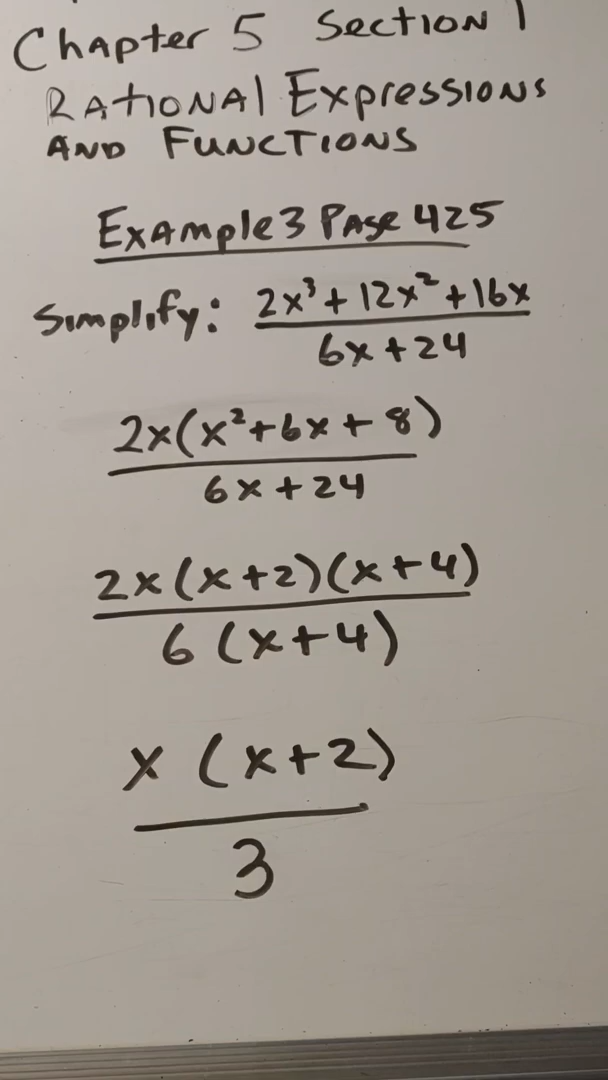 Chapter 5 Section 1
Rational Expressions
And Functions
Example 3 Page 425
Simplify: (2x³ + 12x² + 16x)/(6x + 24)
2x(x² + 6x + 8)/(6x + 24)
2x(x + 2)(x + 4)/(6(x + 4))
x(x + 2)/3